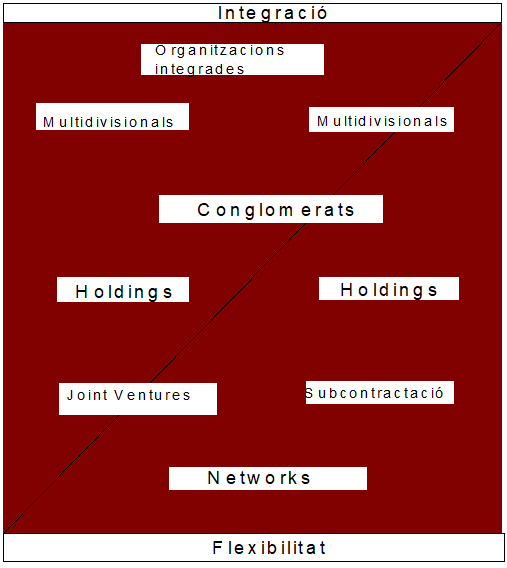 Integració
Organitzacions
integrades
Multidivisionals
Multidivisionals
Conglomerats
Holdings
Holdings
Joint Ventures
Subcontractació
Networks
Flexibilitat